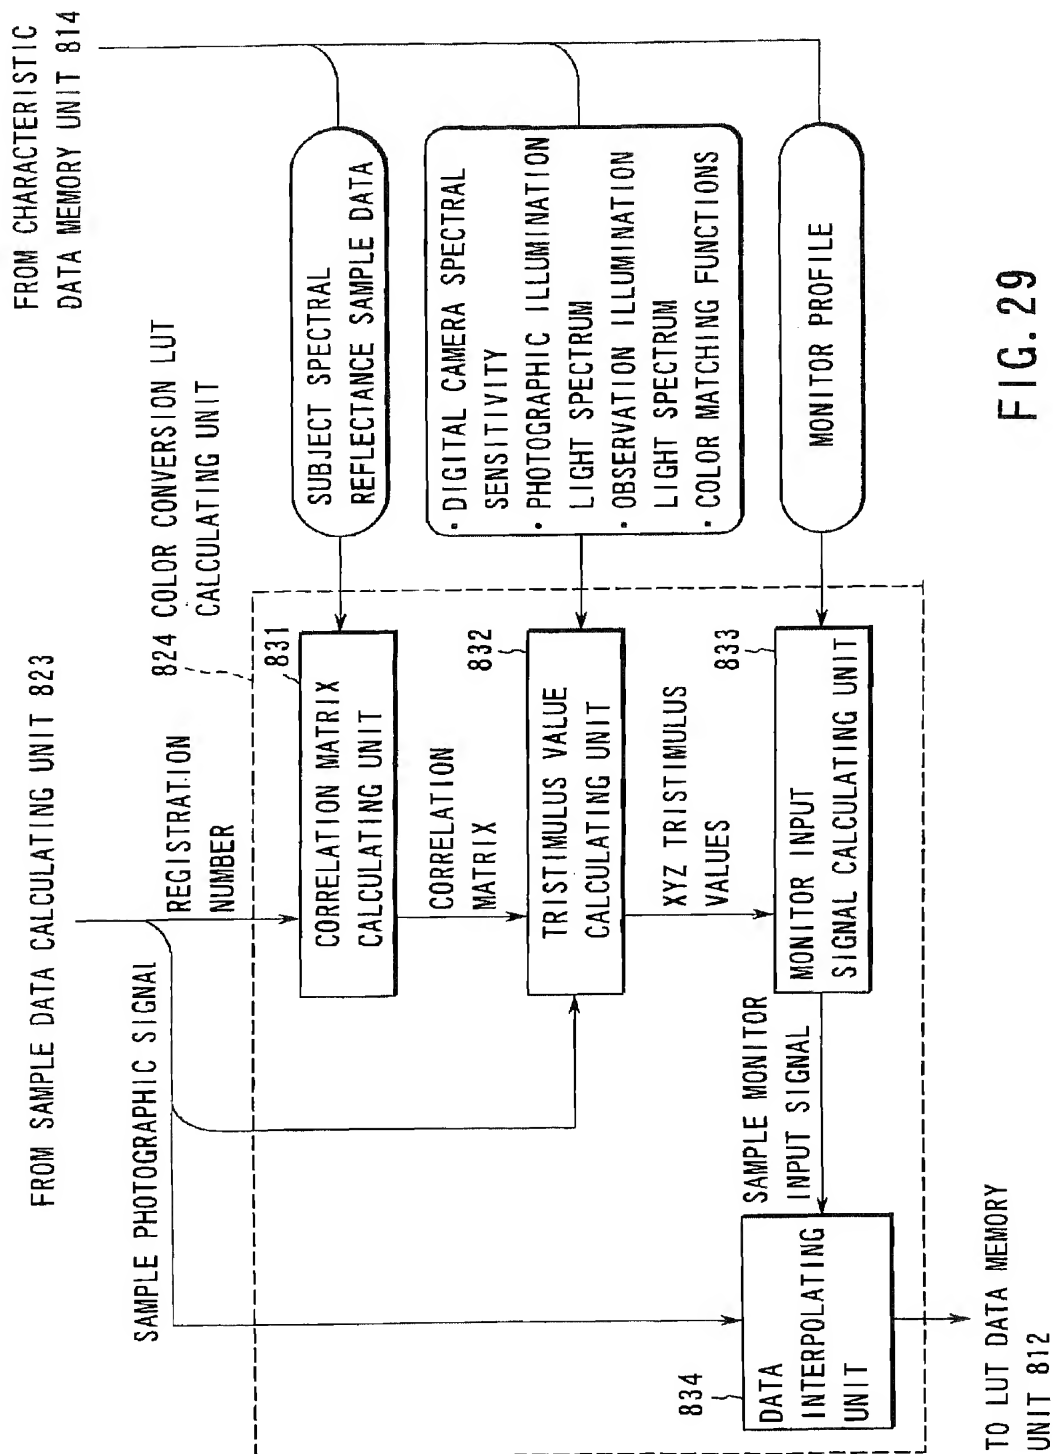 FROM SAMPLE DATA CALCULATING UNIT 823
FROM CHARACTERISTIC
DATA MEMORY UNIT 814
SAMPLE PHOTOGRAPHIC SIGNAL
REGISTRATION
NUMBER
824 COLOR CONVERSION LUT
CALCULATING UNIT
831
CORRELATION MATRIX
CALCULATING UNIT
SUBJECT SPECTRAL
REFLECTANCE SAMPLE DATA
CORRELATION
MATRIX
832
TRISTIMULUS VALUE
CALCULATING UNIT
• DIGITAL CAMERA SPECTRAL
SENSITIVITY
• PHOTOGRAPHIC ILLUMINATION
LIGHT SPECTRUM
• OBSERVATION ILLUMINATION
LIGHT SPECTRUM
• COLOR MATCHING FUNCTIONS
XYZ TRISTIMULUS
VALUES
833
MONITOR INPUT
SIGNAL CALCULATING UNIT
MONITOR PROFILE
SAMPLE MONITOR
INPUT SIGNAL
834
DATA
INTERPOLATING
UNIT
TO LUT DATA MEMORY
UNIT 812
FIG. 29